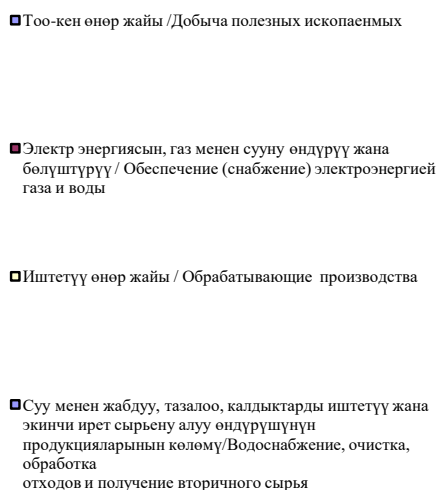 Тоо-кен өнөр жайы /Добыча полезных ископаенмых
Электр энергиясын, газ менен сууну өндүрүү жана
бөлүштүрүү / Обеспечение (снабжение) электроэнергией
газа и воды
Иштетүү өнөр жайы / Обрабатывающие производства
Суу менен жабдуу, тазалоо, калдыктарды иштетүү жана
экинчи ирет сырьену алуу өндүрүшүнүн
продукцияларынын көлөмү/Водоснабжение, очистка,
обработка
отходов и получение вторичного сырья